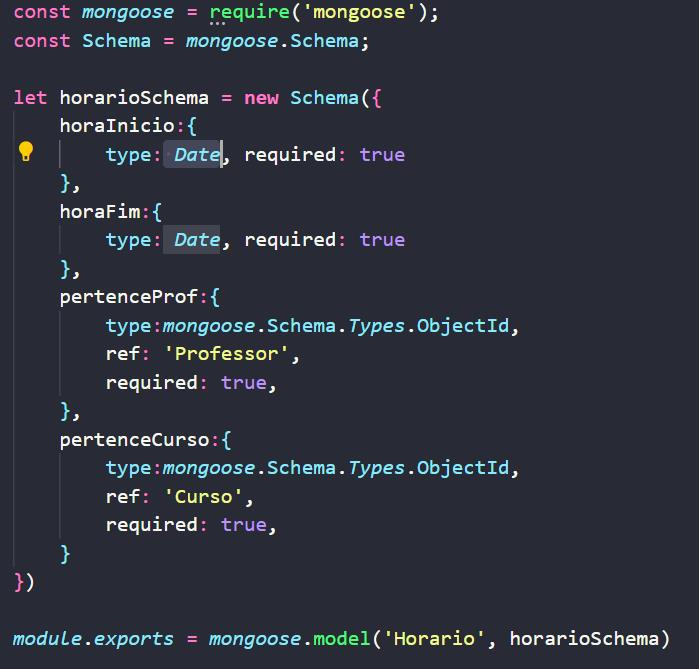 const mongoose = require('mongoose');
const Schema = mongoose.Schema;
let horarioSchema = new Schema({
horaInicio:{
type: Date, required: true
},
horaFim:{
type: Date, required: true
},
pertenceProf:{
type:mongoose.Schema.Types.ObjectId,
ref: 'Professor',
required: true,
},
pertenceCurso:{
type:mongoose.Schema.Types.ObjectId,
ref: 'Curso',
required: true,
}
})
module.exports = mongoose.model('Horario', horarioSchema)